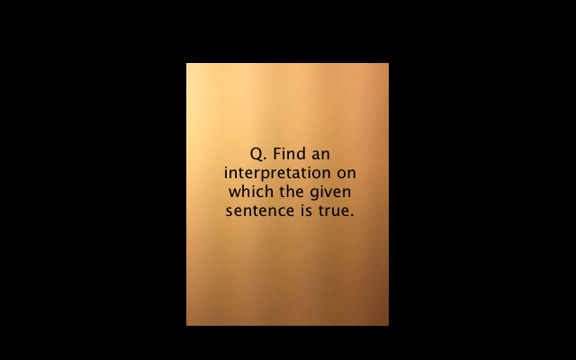 Q. Find an
interpretation on
which the given
sentence is true.